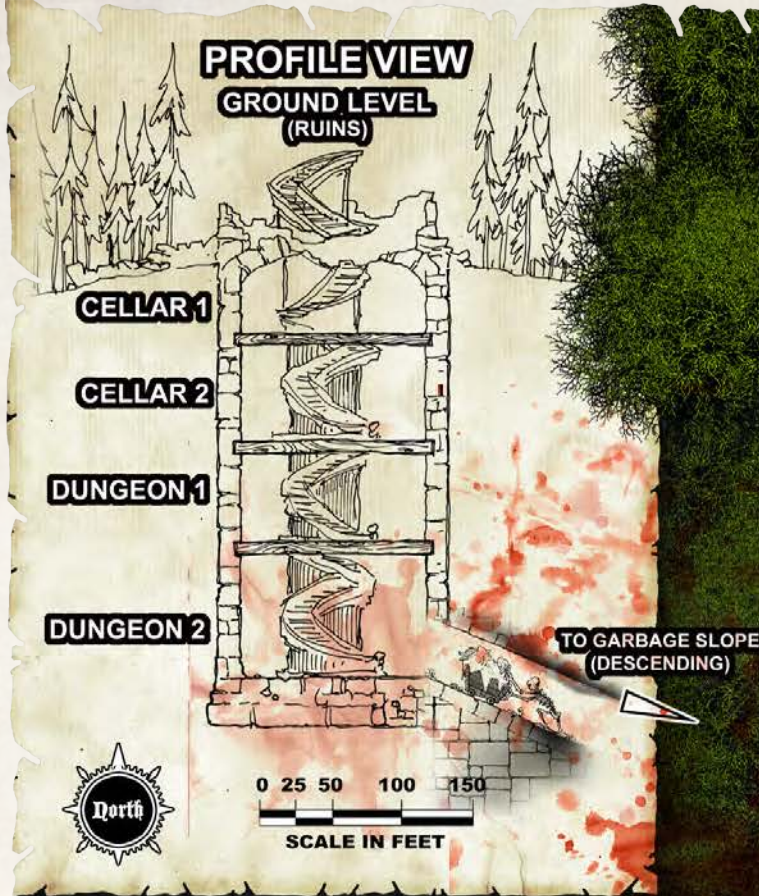 PROFILE VIEW
GROUND LEVEL
(RUINS)
CELLAR 1
CELLAR 2
DUNGEON 1
DUNGEON 2
TO GARBAGE SLOPE
(DESCENDING)
North
0 25 50 100 150
SCALE IN FEET